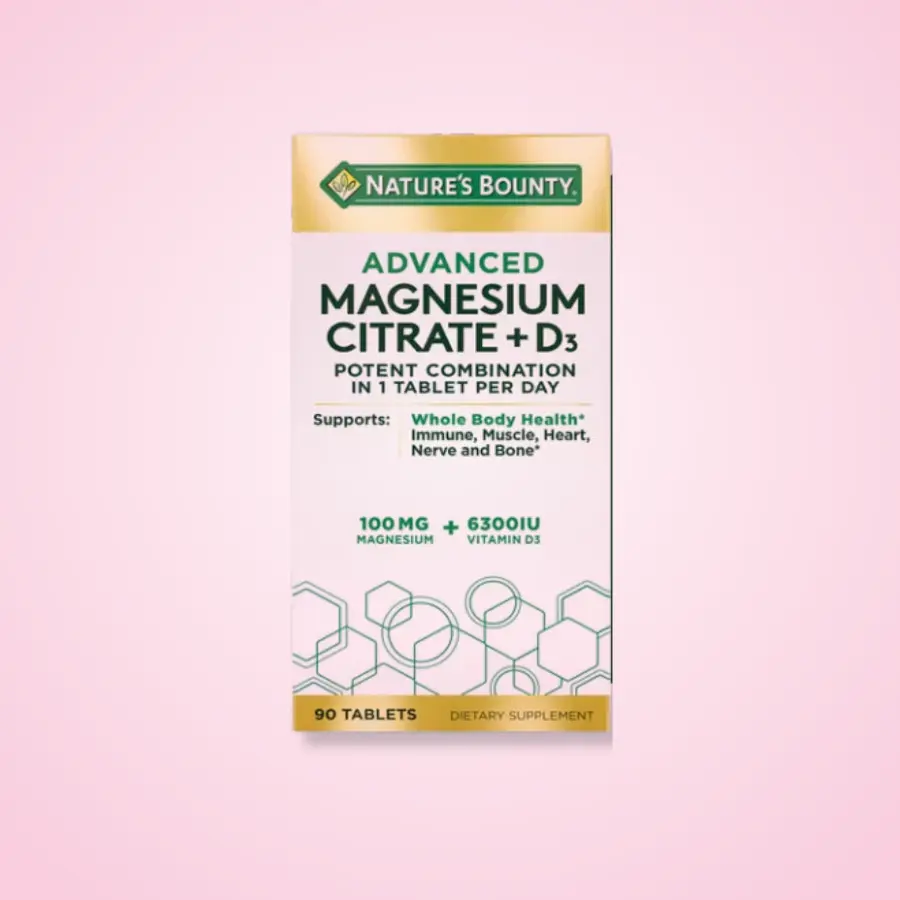 NATURE'S BOUNTY®
ADVANCED
MAGNESIUM
CITRATE + D3
POTENT COMBINATION
IN 1 TABLET PER DAY
Supports:
Whole Body Health*
Immune, Muscle, Heart,
Nerve and Bone*
100 MG + 6300IU
MAGNESIUM VITAMIN D3
90 TABLETS DIETARY SUPPLEMENT